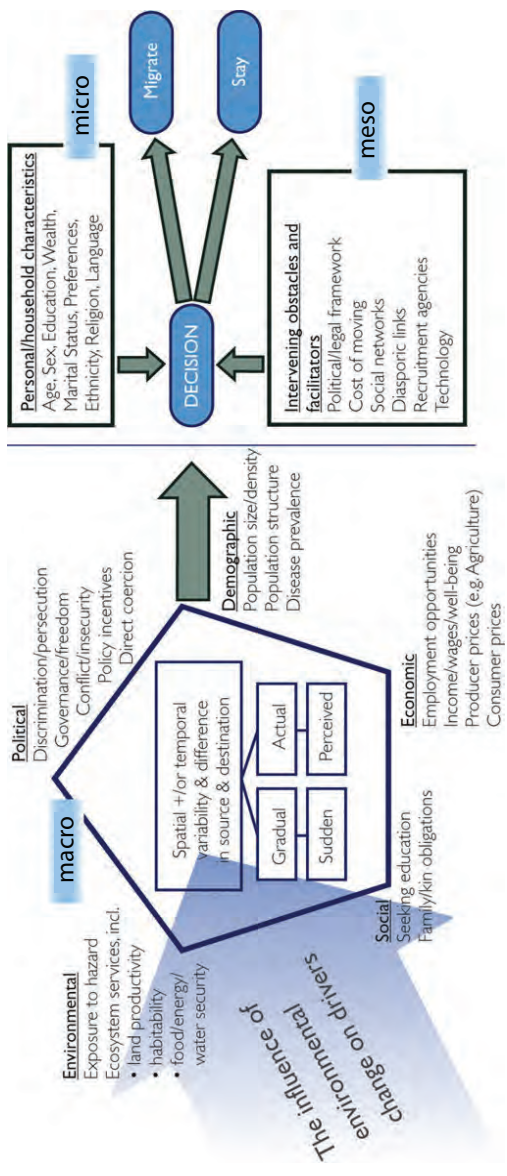 The influence of
environmental
change on drivers
Environmental
Exposure to hazard
Ecosystem services, incl.
• land productivity
• habitability
• food/energy/
water security
macro
Political
Discrimination/persecution
Governance/freedom
Conflict/insecurity
Policy incentives
Direct coercion
Spatial +/or temporal
variability & difference
in source & destination
Gradual
Actual
Sudden
Perceived
Demographic
Population size/density
Population structure
Disease prevalence
Social
Seeking education
Family/kin obligations
Economic
Employment opportunities
Income/wages/well-being
Producer prices (e.g. Agriculture)
Consumer prices
Personal/household characteristics
Age, Sex, Education, Wealth,
Marital Status, Preferences,
Ethnicity, Religion, Language
micro
DECISION
Migrate
Stay
Intervening obstacles and
facilitators
Political/legal framework
Cost of moving
Social networks
Diasporic links
Recruitment agencies
Technology
meso